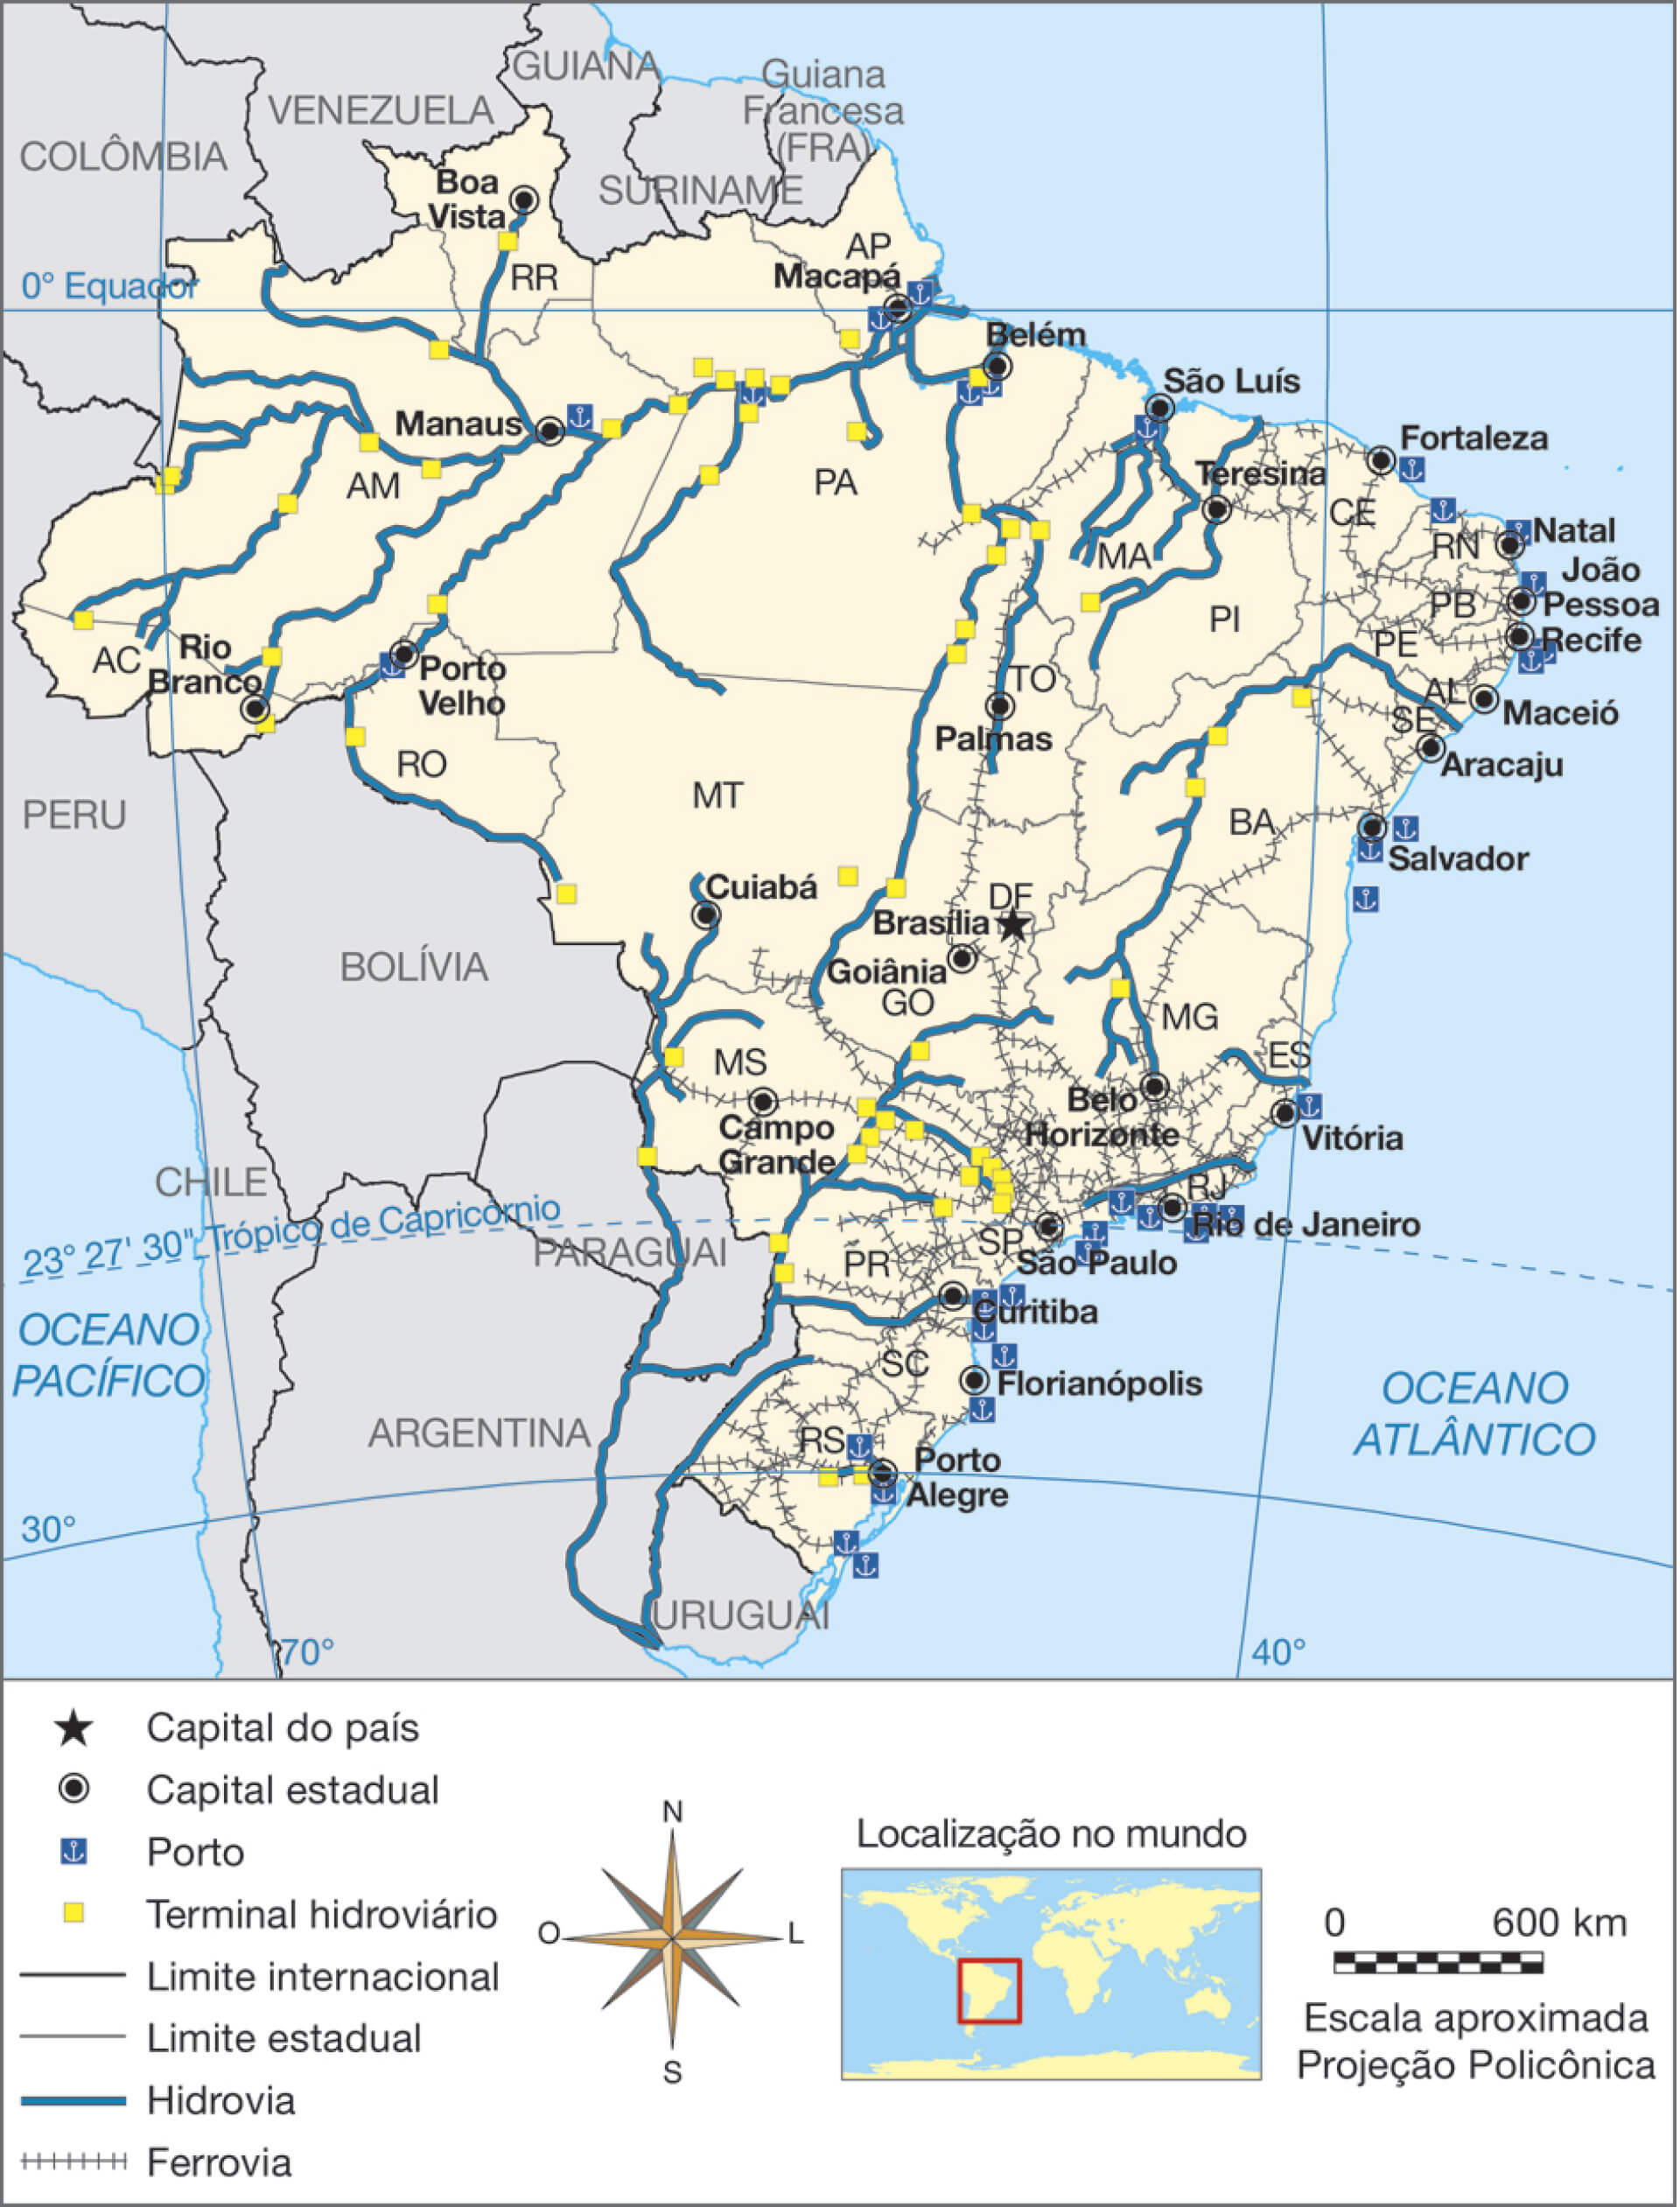 GUIANA
Guiana
Francesa
(FRA)
VENEZUELA
COLÔMBIA
SURINAME
Boa
Vista
RR
AP
Macapá
0° Equador
Belém
São Luís
Manaus
Fortaleza
AM
PA
Teresina
CE
Natal
RN
MA
João
Pessoa
PB
PI
PE
Recife
AC
Rio
Branco
Porto
Velho
TO
AL
Maceió
SE
Palmas
Aracaju
RO
PERU
MT
BA
Salvador
Cuiabá
DF
Brasília
BOLÍVIA
Goiânia
GO
MG
MS
ES
Belo
Horizonte
Campo
Grande
Vitória
CHILE
RJ
Rio de Janeiro
23° 27' 30" Trópico de Capricórnio
PARAGUAI
SP
São Paulo
PR
Curitiba
OCEANO
PACÍFICO
SC
Florianópolis
OCEANO
ATLÂNTICO
ARGENTINA
RS
Porto
Alegre
30°
URUGUAI
70°
40°
Capital do país
Capital estadual
Porto
Terminal hidroviário
Limite internacional
Limite estadual
Hidrovia
Ferrovia
N
O
L
S
Localização no mundo
0 600 km
Escala aproximada
Projeção Policônica